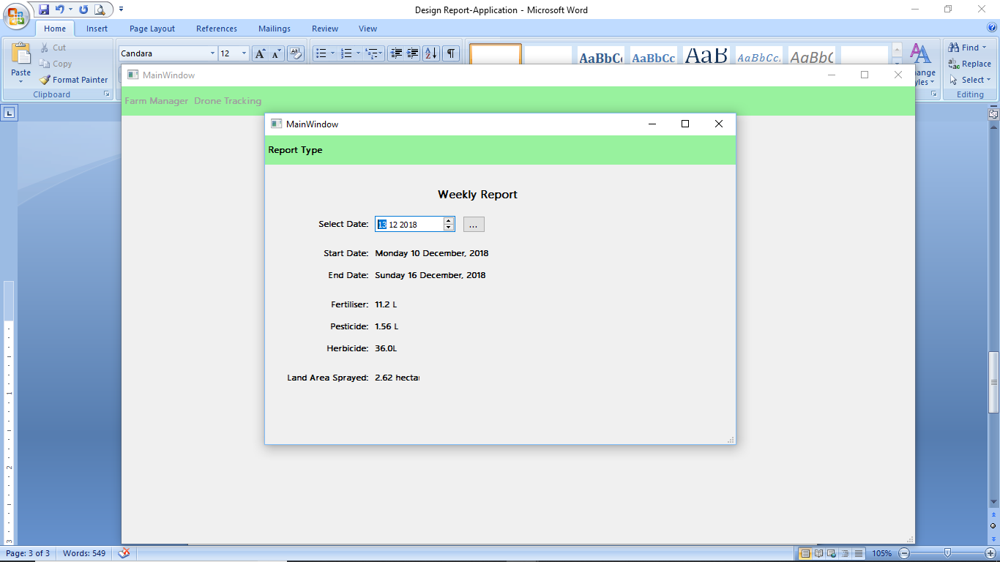 Design Report-Application - Microsoft Word
Home Insert Page Layout References Mailings Review View
Paste
Cut
Copy
Format Painter
Clipboard
Candara 12
AaBbC AaBbCc AaB AaBbCc. AaBbC
Find
Replace
Select
Editing
MainWindow
Farm Manager Drone Tracking
MainWindow
Report Type
Weekly Report
Select Date: 13 12 2018 ...
Start Date: Monday 10 December, 2018
End Date: Sunday 16 December, 2018
Fertiliser: 11.2 L
Pesticide: 1.56 L
Herbicide: 36.0L
Land Area Sprayed: 2.62 hecta
Page: 3 of 3 Words: 549 105%